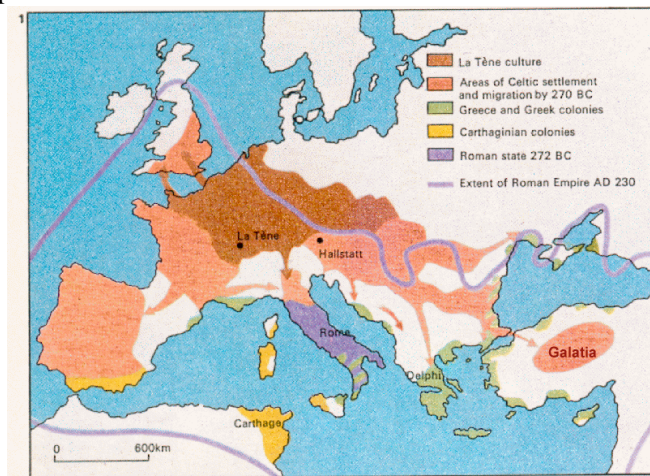 1
La Tène culture
Areas of Celtic settlement
and migration by 270 BC
Greece and Greek colonies
Carthaginian colonies
Roman state 272 BC
Extent of Roman Empire AD 230
La Tène
Hallstatt
Rome
Delphi
Galatia
Carthage
0 600km